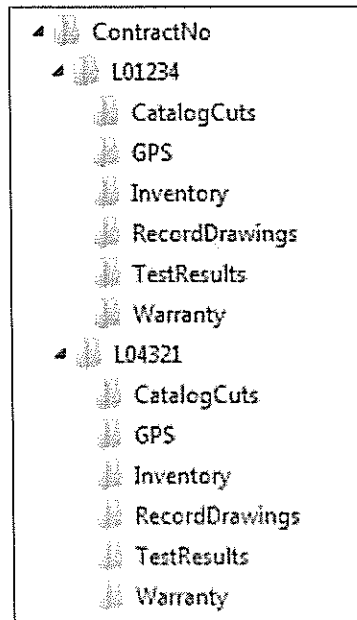 ContractNo
L01234
CatalogCuts
GPS
Inventory
RecordDrawings
TestResults
Warranty
L04321
CatalogCuts
GPS
Inventory
RecordDrawings
TestResults
Warranty